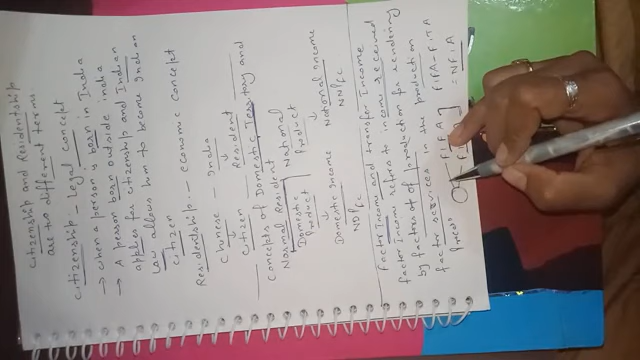 Citizenship and Residentship
are two different terms.
Citizenship - Legal concept
→ when a person is born in India
→ A person born outside india
applies for citizenship and Indian
Law allows him to become Indian
citizen
Residentship - economic concept
Chinese - India
↓ ↓
citizen Resident
Concepts of Domestic Territory and
Normal Resident
Domestic Product National Product
↓ ↓
Domestic Income National Income
NDPFC NNPFC
Factor Income and transfer Income
factor Income refers to income received
by factors of production for rendering
factor services in the production
process FIFA - FITA
= NFIA